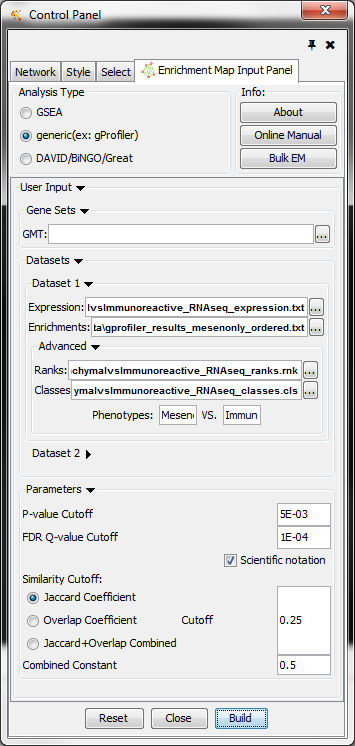 Control Panel
Network Style Select Enrichment Map Input Panel
Analysis Type
GSEA
generic(ex: gProfiler)
DAVID/BiNGO/Great
Info:
About
Online Manual
Bulk EM
User Input
Gene Sets
GMT: ...
Datasets
Dataset 1
Expression: lvsImmunoreactive_RNAseq_expression.txt ...
Enrichments: ta\gprofiler_results_mesenonly_ordered.txt ...
Advanced
Ranks: chymalvsImmunoreactive_RNAseq_ranks.rnk ...
Classes: ymalvsImmunoreactive_RNAseq_classes.cls ...
Phenotypes: Mesen VS. Immun
Dataset 2
Parameters
P-value Cutoff 5E-03
FDR Q-value Cutoff 1E-04
Scientific notation
Similarity Cutoff:
Jaccard Coefficient
Overlap Coefficient Cutoff 0.25
Jaccard+Overlap Combined
Combined Constant 0.5
Reset Close Build